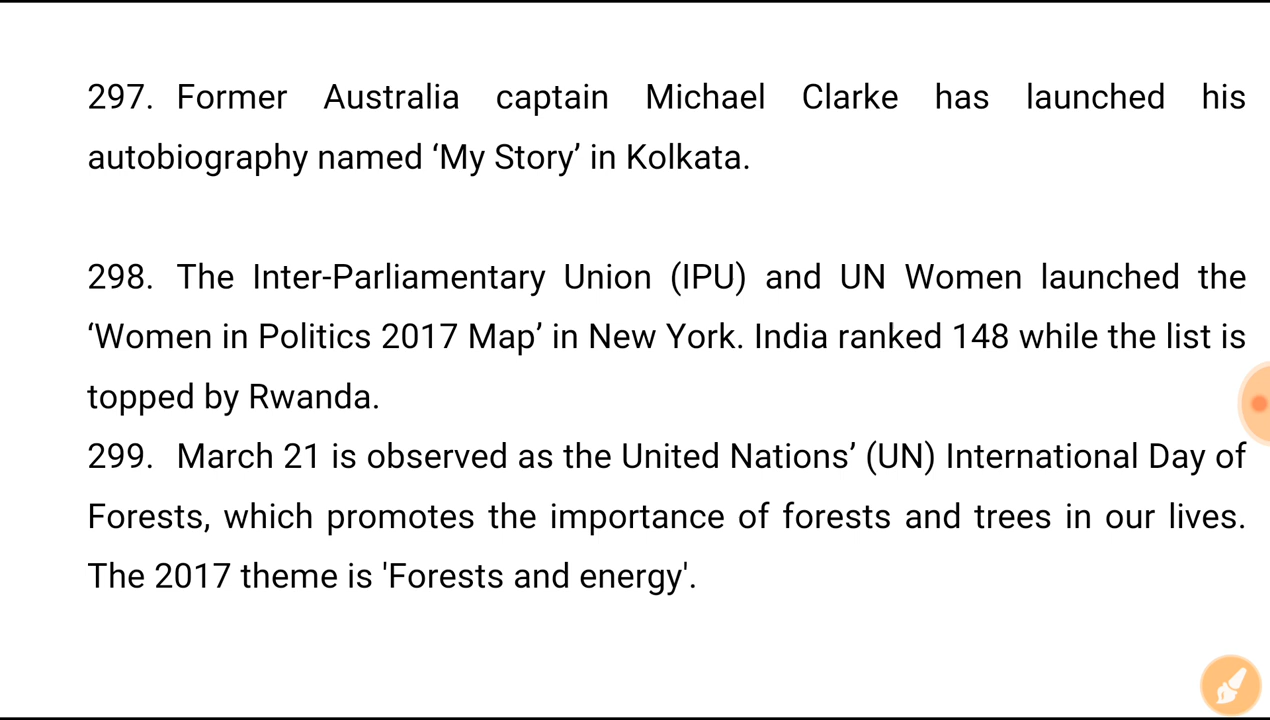 297. Former Australia captain Michael Clarke has launched his
autobiography named ‘My Story’ in Kolkata.
298. The Inter-Parliamentary Union (IPU) and UN Women launched the
‘Women in Politics 2017 Map’ in New York. India ranked 148 while the list is
topped by Rwanda.
299. March 21 is observed as the United Nations’ (UN) International Day of
Forests, which promotes the importance of forests and trees in our lives.
The 2017 theme is 'Forests and energy'.